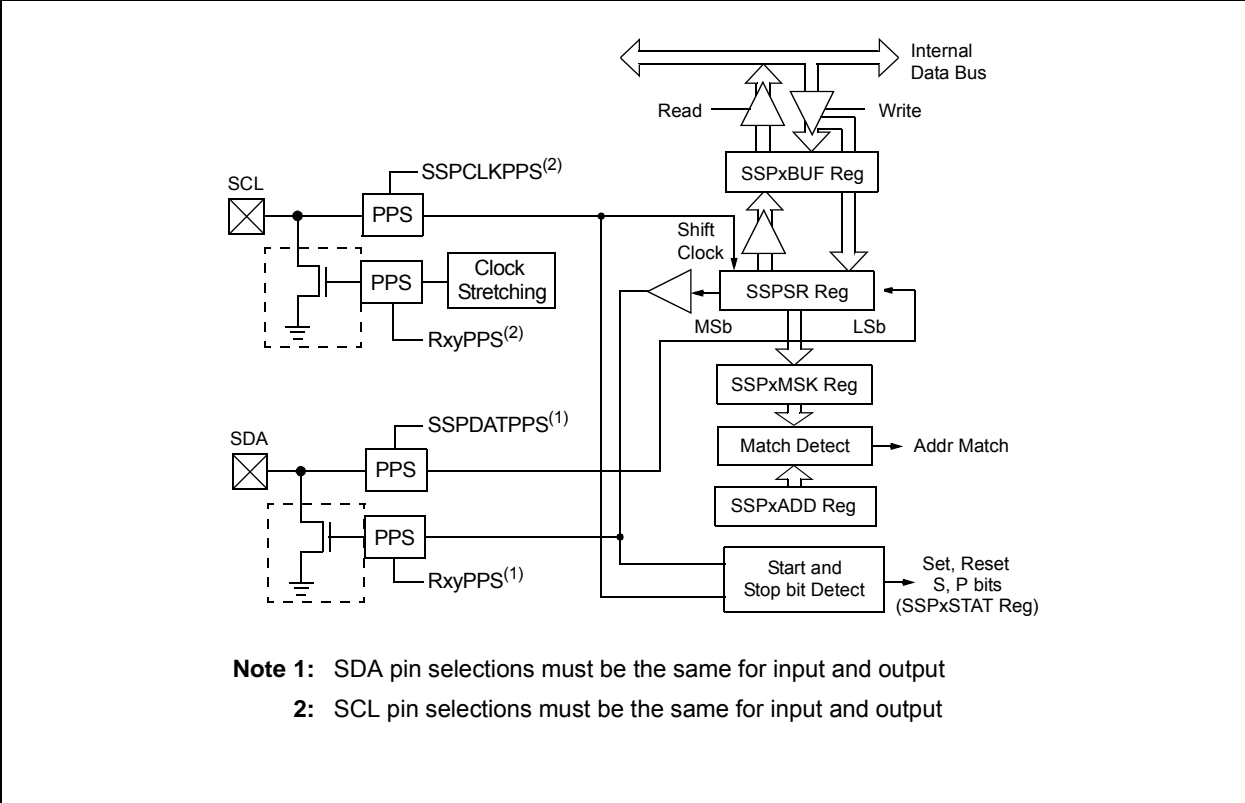 Internal
Data Bus
Read
Write
SSPxBUF Reg
SSPCLKPPS(2)
SCL
PPS
Shift
Clock
PPS
Clock
Stretching
SSPSR Reg
MSb
LSb
RxyPPS(2)
SSPxMSK Reg
SSPDATPPS(1)
SDA
PPS
Match Detect
Addr Match
SSPxADD Reg
PPS
RxyPPS(1)
Start and
Stop bit Detect
Set, Reset
S, P bits
(SSPxSTAT Reg)
Note 1: SDA pin selections must be the same for input and output
2: SCL pin selections must be the same for input and output